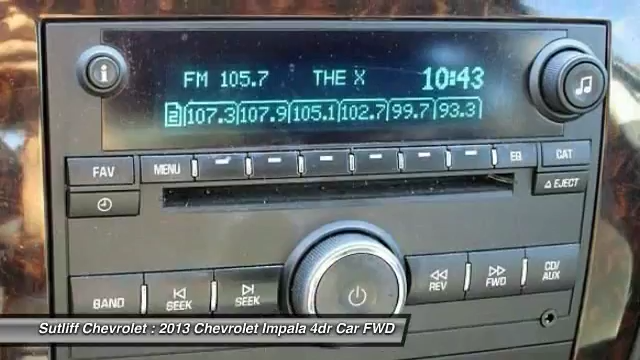 FM 105.7 THE X 10:43
2 107.3 107.9 105.1 102.7 99.7 93.3
FAV MENU EQ CAT
EJECT
BAND SEEK SEEK REV FWD CD/
AUX
Sutliff Chevrolet : 2013 Chevrolet Impala 4dr Car FWD